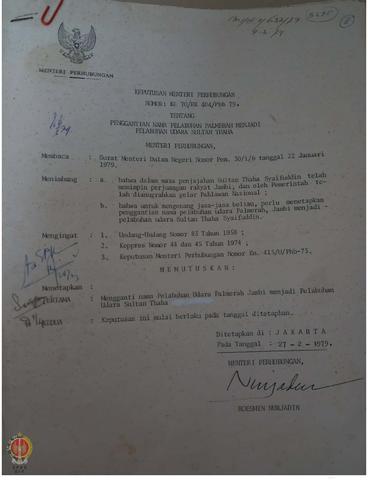 MENTERI PERHUBUNGAN
KEPUTUSAN MENTERI PERHUBUNGAN
NOMOR: KM 70/PhB-79.
TENTANG
PENGGANTIAN NAMA PELABUHAN PALMERAH MENJADI
PELABUHAN UDARA SULTAN THAHA
MENTERI PERHUBUNGAN,
Membaca : Surat Menteri Dalam Negeri Nomor Pem. 30/1/6 tanggal 22 Januari
1979.
Menimbang : a. bahwa dalam masa penjajahan Sultan Thaha Syaifuddin telah
memimpin perjuangan rakyat Jambi, dan oleh Pemerintah te-
lah dianugrahkan gelar Pahlawan Nasional ;
b. bahwa untuk mengenang jasa-jasa beliau, perlu menetapkan
penggantian nama pelabuhan udara Palmerah, Jambi menjadi -
pelabuhan udara Sultan Thaha Syaifuddin.
Mengingat : 1. Undang-Undang Nomor 83 Tahun 1958 ;
2. Keppres Nomor 44 dan 45 Tahun 1974 ;
3. Keputusan Menteri Perhubungan Nomor Km. 415/U/Phb-75.
M E N U T U S K A N :
Menetapkan :
PERTAMA : Mengganti nama Pelabuhan Udara Palmerah Jambi menjadi Pelabuhan
Udara Sultan Thaha
KEDUA : Keputusan ini mulai berlaku pada tanggal ditetapkan.
Ditetapkan di : J A K A R T A
Pada Tanggal : 27 - 2 - 1979.
MENTERI PERHUBUNGAN,
ROESMIN NURJADIN